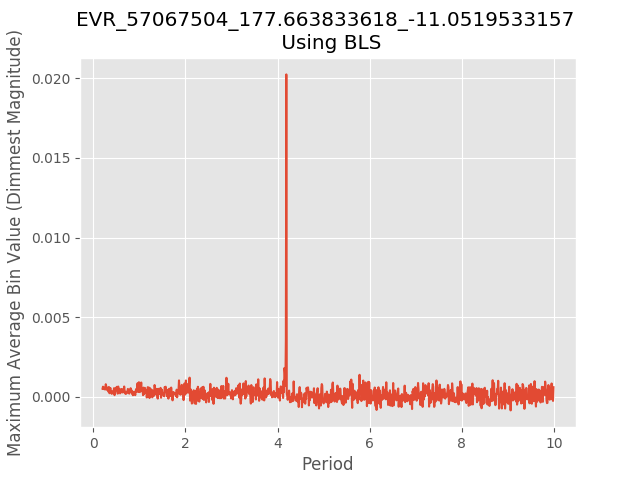 EVR_57067504_177.663833618_-11.0519533157
Using BLS
Maximum Average Bin Value (Dimmest Magnitude)
0.020
0.015
0.010
0.005
0.000
0 2 4 6 8 10
Period